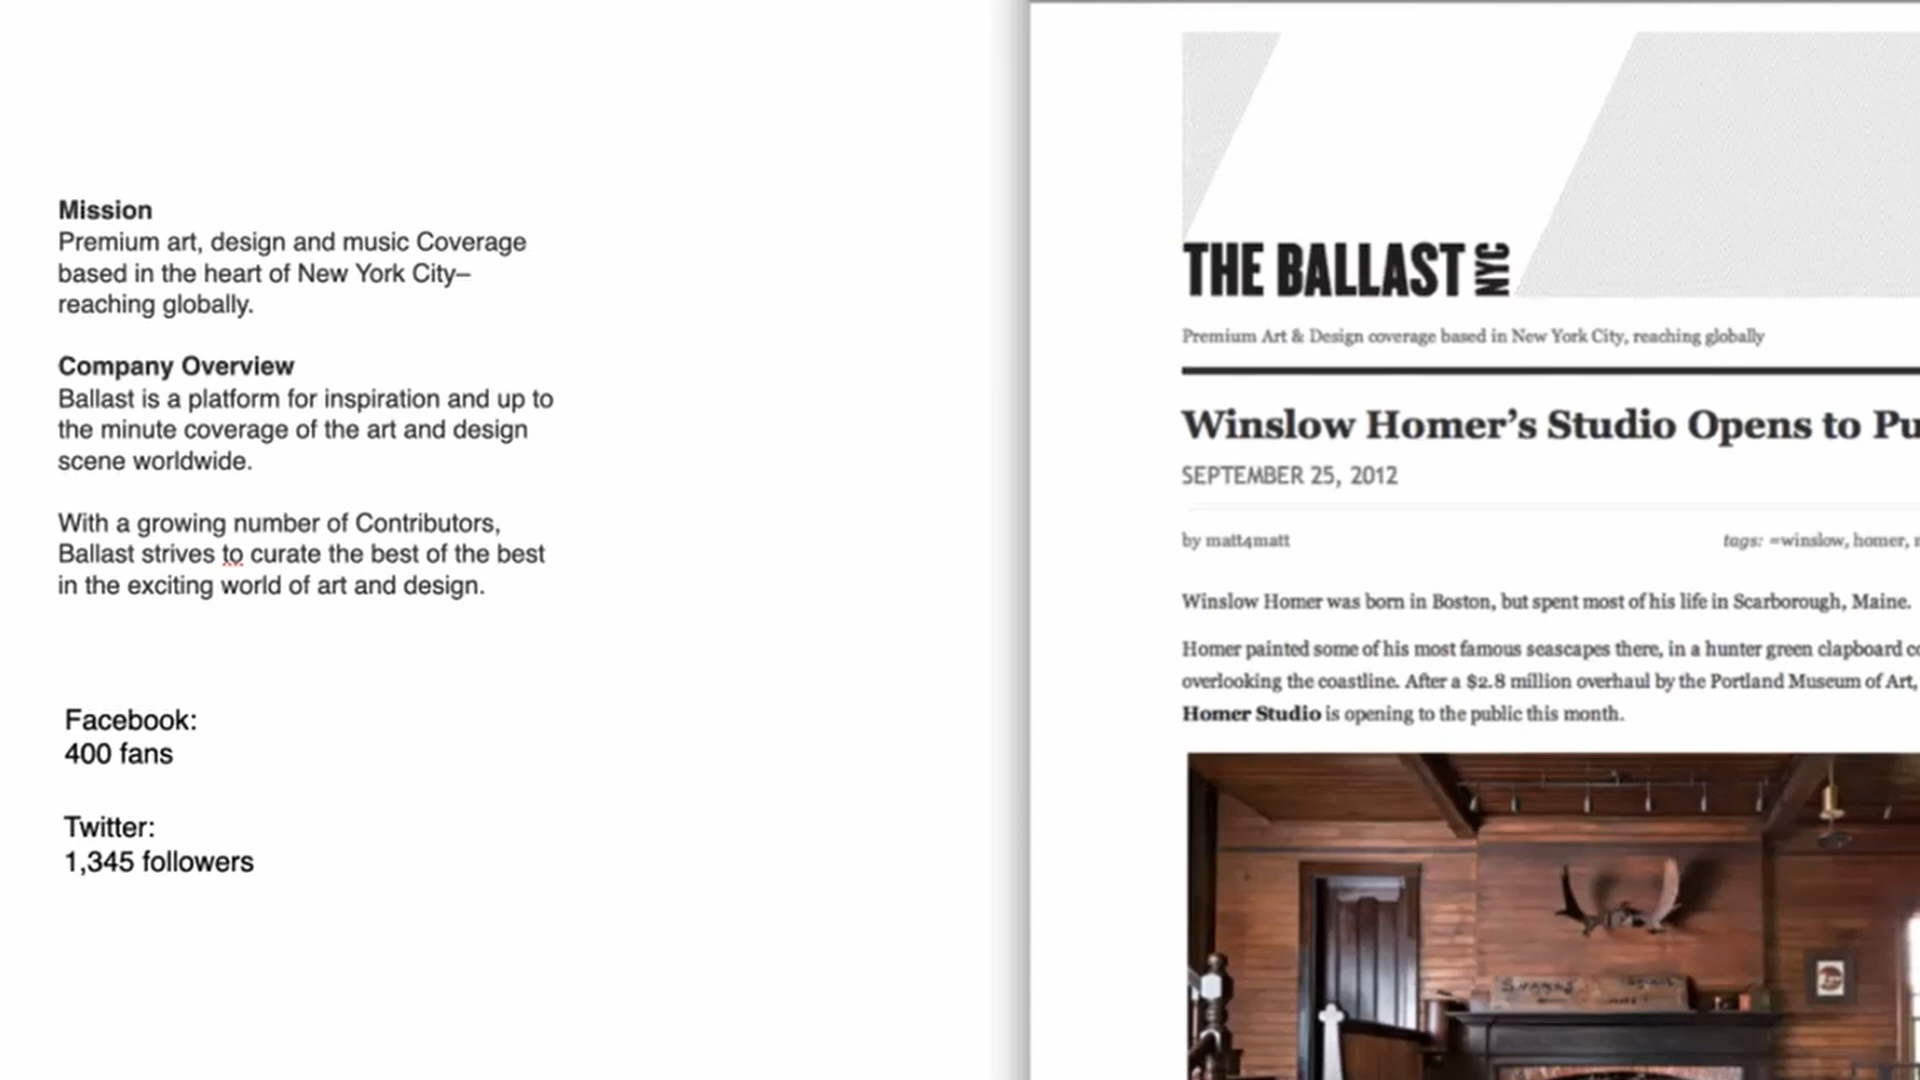 Mission
Premium art, design and music Coverage
based in the heart of New York City–
reaching globally.
Company Overview
Ballast is a platform for inspiration and up to
the minute coverage of the art and design
scene worldwide.
With a growing number of Contributors,
Ballast strives to curate the best of the best
in the exciting world of art and design.
Facebook:
400 fans
Twitter:
1,345 followers
THE BALLAST NYC
Premium Art & Design coverage based in New York City, reaching globally
Winslow Homer's Studio Opens to Pu
SEPTEMBER 25, 2012
by matt4matt
tags: =winslow, homer,
Winslow Homer was born in Boston, but spent most of his life in Scarborough, Maine.
Homer painted some of his most famous seascapes there, in a hunter green clapboard
overlooking the coastline. After a $2.8 million overhaul by the Portland Museum of Art,
Homer Studio is opening to the public this month.